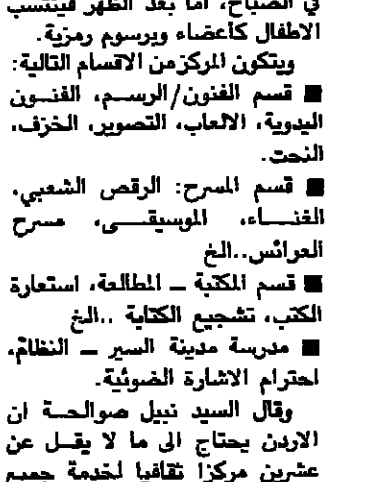 في الصباح، اما بعد الظهر فينتسب
الاطفال كأعضاء وبرسوم رمزية.
ويتكون المركز من الاقسام التالية:
■ قسم الفنون/الرسم، الفنون
اليدوية، الالعاب، التصوير، الخزف،
النحت.
■ قسم المسرح: الرقص الشعبي،
الغناء، الموسيقى، مسرح
العرائس..الخ
■ قسم المكتبة ــ المطالعة، استعارة
الكتب، تشجيع الكتابة ..الخ
■ مدرسة مدينة السير ــ النظام،
احترام الاشارة الضوئية.
وقال السيد نبيل صوالحة ان
الاردن يحتاج الى ما لا يقل عن
عشرين مركزا ثقافيا لخدمة جميع